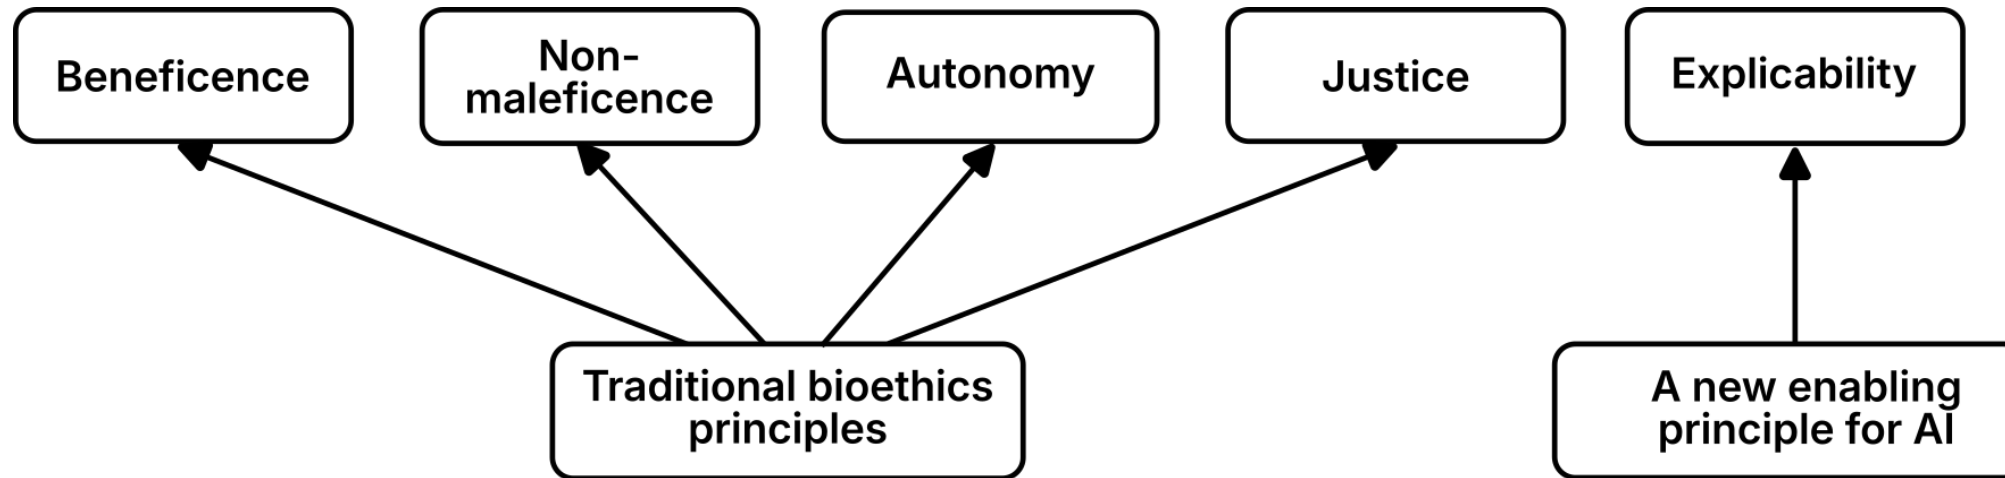 Beneficence
Non-
maleficence
Autonomy
Justice
Explicability
Traditional bioethics
principles
A new enabling
principle for AI